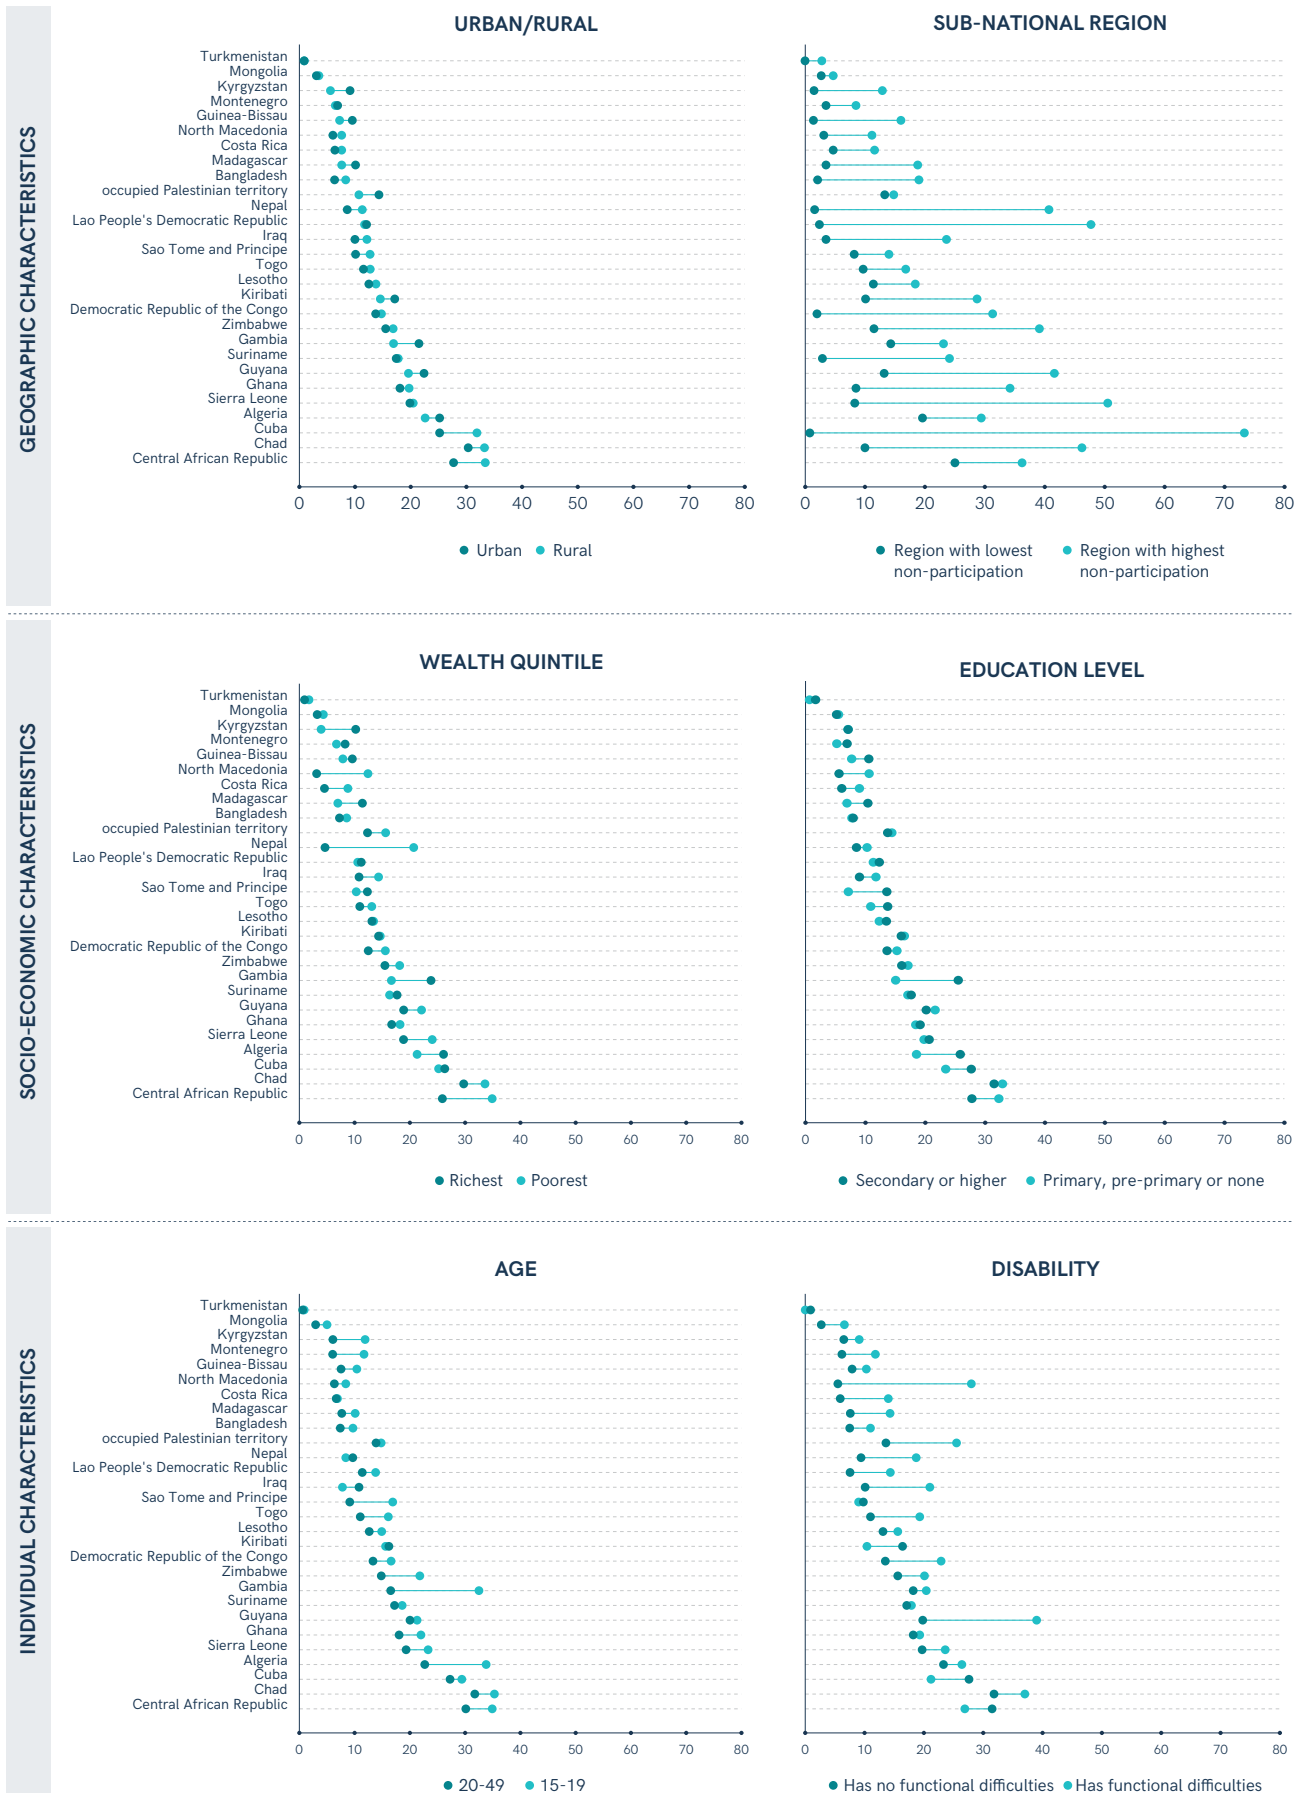 GEOGRAPHIC CHARACTERISTICS
URBAN/RURAL
Turkmenistan
Mongolia
Kyrgyzstan
Montenegro
Guinea-Bissau
North Macedonia
Costa Rica
Madagascar
Bangladesh
occupied Palestinian territory
Nepal
Lao People's Democratic Republic
Iraq
Sao Tome and Principe
Togo
Lesotho
Kiribati
Democratic Republic of the Congo
Zimbabwe
Gambia
Suriname
Guyana
Ghana
Sierra Leone
Algeria
Cuba
Chad
Central African Republic
0 10 20 30 40 50 60 70 80
Urban Rural
SUB-NATIONAL REGION
0 10 20 30 40 50 60 70 80
Region with lowest
non-participation
Region with highest
non-participation
SOCIO-ECONOMIC CHARACTERISTICS
WEALTH QUINTILE
Turkmenistan
Mongolia
Kyrgyzstan
Montenegro
Guinea-Bissau
North Macedonia
Costa Rica
Madagascar
Bangladesh
occupied Palestinian territory
Nepal
Lao People's Democratic Republic
Iraq
Sao Tome and Principe
Togo
Lesotho
Kiribati
Democratic Republic of the Congo
Zimbabwe
Gambia
Suriname
Guyana
Ghana
Sierra Leone
Algeria
Cuba
Chad
Central African Republic
0 10 20 30 40 50 60 70 80
Richest Poorest
EDUCATION LEVEL
0 10 20 30 40 50 60 70 80
Secondary or higher Primary, pre-primary or none
INDIVIDUAL CHARACTERISTICS
AGE
Turkmenistan
Mongolia
Kyrgyzstan
Montenegro
Guinea-Bissau
North Macedonia
Costa Rica
Madagascar
Bangladesh
occupied Palestinian territory
Nepal
Lao People's Democratic Republic
Iraq
Sao Tome and Principe
Togo
Lesotho
Kiribati
Democratic Republic of the Congo
Zimbabwe
Gambia
Suriname
Guyana
Ghana
Sierra Leone
Algeria
Cuba
Chad
Central African Republic
0 10 20 30 40 50 60 70 80
20-49 15-19
DISABILITY
0 10 20 30 40 50 60 70 80
Has no functional difficulties Has functional difficulties